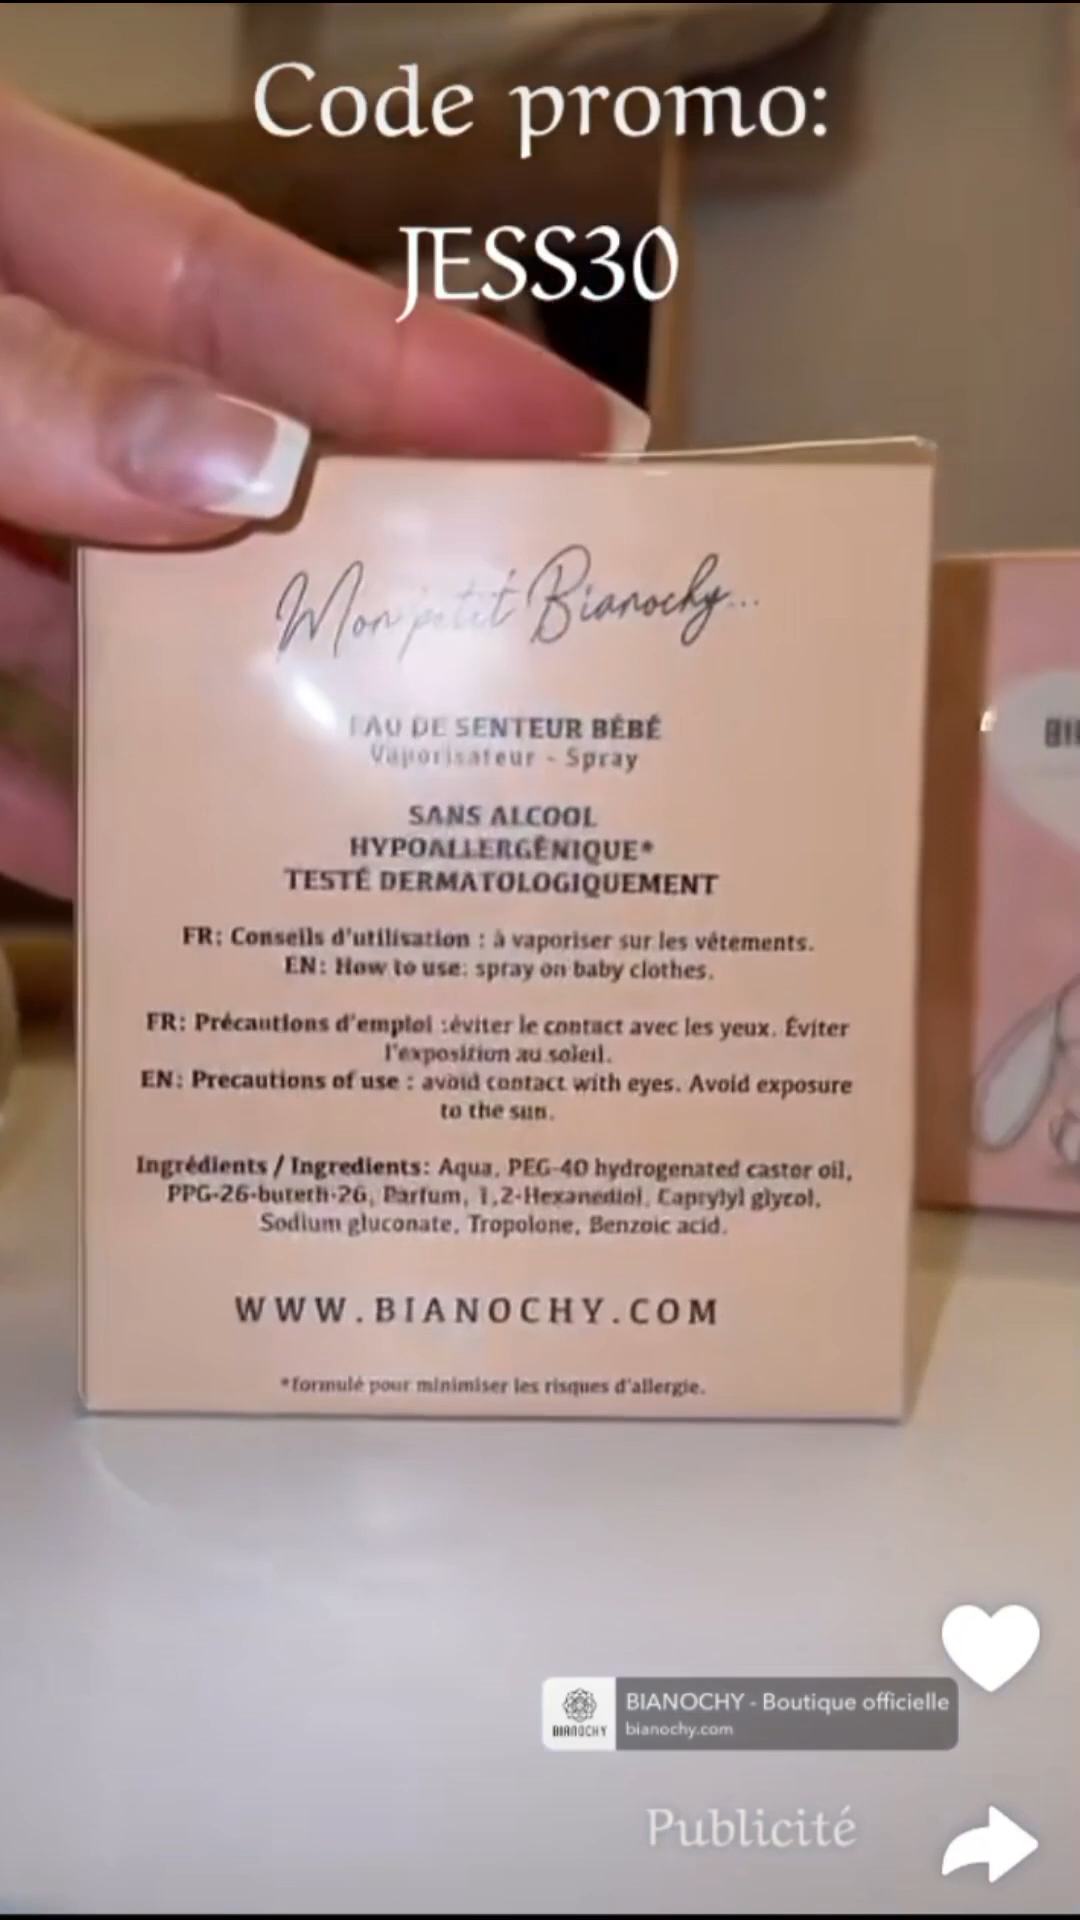 Code promo:
JESS30
Mon petit Bianochy...
EAU DE SENTEUR BÉBÉ
Vaporisateur - Spray
SANS ALCOOL
HYPOALLERGÉNIQUE*
TESTÉ DERMATOLOGIQUEMENT
FR: Conseils d'utilisation : à vaporiser sur les vêtements.
EN: How to use: spray on baby clothes.
FR: Précautions d'emploi :éviter le contact avec les yeux. Éviter
l'exposition au soleil.
EN: Precautions of use : avoid contact with eyes. Avoid exposure
to the sun.
Ingrédients / Ingredients: Aqua, PEG-40 hydrogenated castor oil,
PPG-26-buteth-26, Parfum, 1,2-Hexanediol, Caprylyl glycol,
Sodium gluconate, Tropolone, Benzoic acid.
WWW.BIANOCHY.COM
*formulé pour minimiser les risques d'allergie.
BIANOCHY - Boutique officielle
BIANOCHY
bianochy.com
Publicité